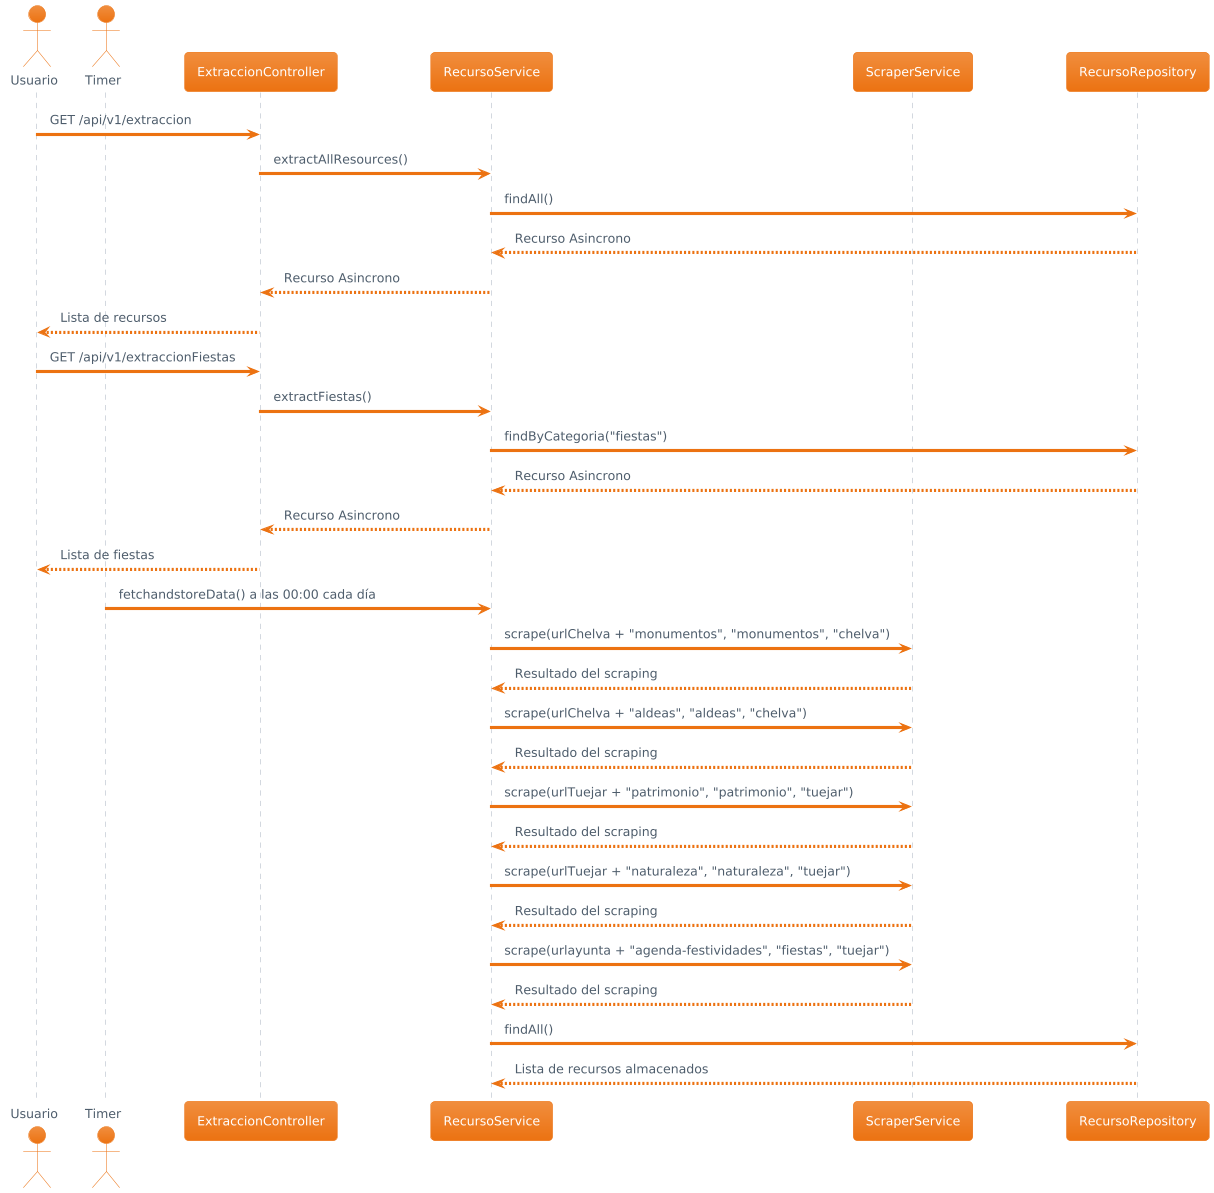 Usuario
Timer
ExtraccionController
RecursoService
ScraperService
RecursoRepository
GET /api/v1/extraccion
extractAllResources()
findAll()
Recurso Asincrono
Recurso Asincrono
Lista de recursos
GET /api/v1/extraccionFiestas
extractFiestas()
findByCategoria("fiestas")
Recurso Asincrono
Recurso Asincrono
Lista de fiestas
fetchandstoreData() a las 00:00 cada día
scrape(urlChelva + "monumentos", "monumentos", "chelva")
Resultado del scraping
scrape(urlChelva + "aldeas", "aldeas", "chelva")
Resultado del scraping
scrape(urlTuejar + "patrimonio", "patrimonio", "tuejar")
Resultado del scraping
scrape(urlTuejar + "naturaleza", "naturaleza", "tuejar")
Resultado del scraping
scrape(urlayunta + "agenda-festividades", "fiestas", "tuejar")
Resultado del scraping
findAll()
Lista de recursos almacenados
Usuario
Timer
ExtraccionController
RecursoService
ScraperService
RecursoRepository